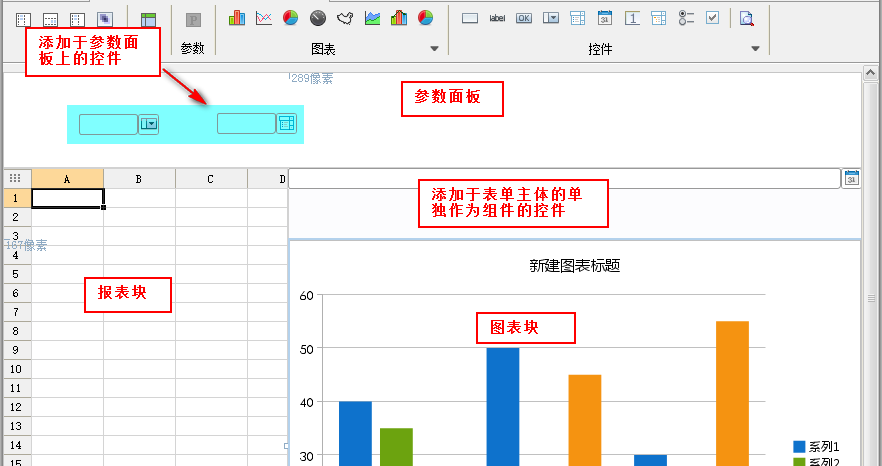 label
OK
31
1
P
参数
图表
控件
添加于参数面
板上的控件
289像素
参数面板
A
B
C
D
31
添加于表单主体的单
独作为组件的控件
1
2
3
167像素
4
5
6
7
8
9
10
11
12
13
14
15
报表块
新建图表标题
图表块
60
50
40
30
系列1
系列2